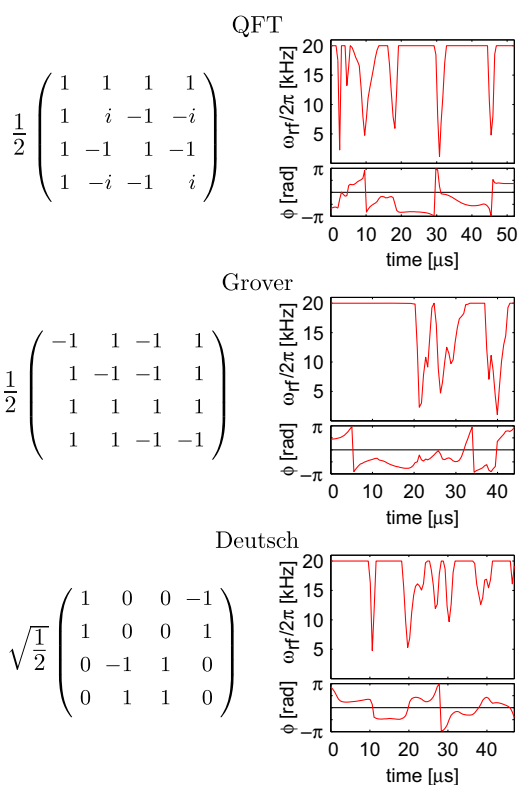 QFT
1/2 ( 1 1 1 1
1 i −1 −i
1 −1 1 −1
1 −i −1 i )
ω_rf/2π [kHz]
20
15
10
5
φ [rad]
π
−π
0 10 20 30 40 50
time [μs]
Grover
1/2 ( −1 1 −1 1
1 −1 −1 1
1 1 1 1
1 1 −1 −1 )
ω_rf/2π [kHz]
20
15
10
5
φ [rad]
π
−π
0 10 20 30 40
time [μs]
Deutsch
√1/2 ( 1 0 0 −1
1 0 0 1
0 −1 1 0
0 1 1 0 )
ω_rf/2π [kHz]
20
15
10
5
φ [rad]
π
−π
0 10 20 30 40
time [μs]